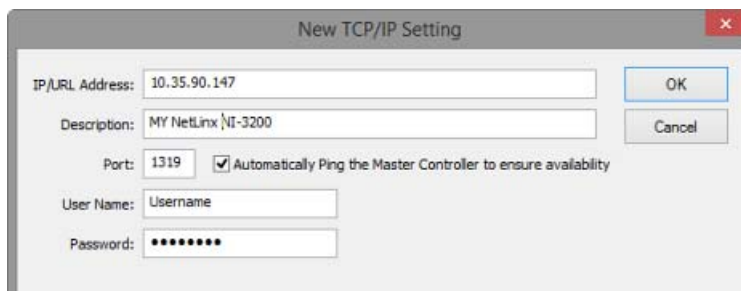 New TCP/IP Setting
IP/URL Address: 10.35.90.147
OK
Description: MY NetLinx NI-3200
Cancel
Port: 1319 Automatically Ping the Master Controller to ensure availability
User Name: Username
Password: ●●●●●●●●